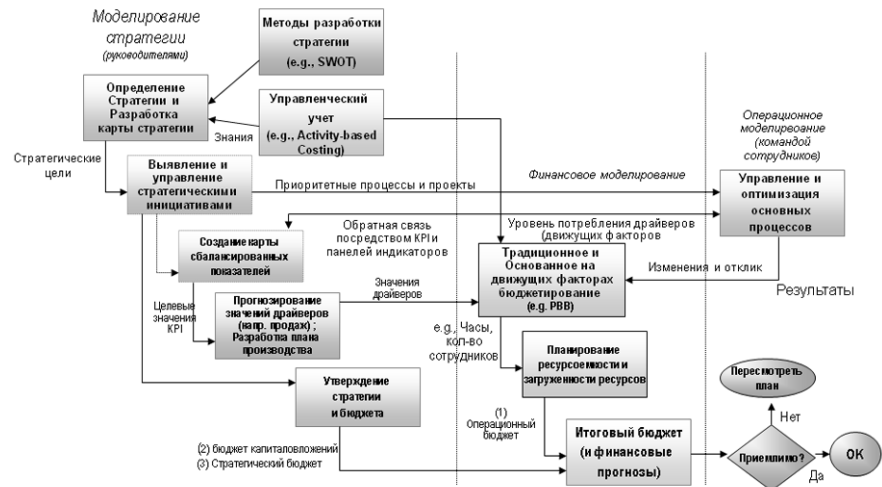 Моделирование
стратегии
(руководителями)
Методы разработки
стратегии
(e.g., SWOT)
Определение
Стратегии и
Разработка
карты стратегии
Управленческий
учет
(e.g., Activity-based
Costing)
Знания
Операционное
моделирвоание
(командой
сотрудников)
Стратегические
цели
Выявление и
управление
стратегическими
инициативами
Приоритетные процессы и проекты
Финансовое моделирование
Управление и
оптимизация
основных
процессов
Обратная связь
посредством KPI и
панелей индикаторов
Уровень потребления драйверов
(движущих факторов
Создание карты
сбалансированных
показателей
Традиционное и
Основанное на
движущих факторах
бюджетирование
(e.g. PBB)
Изменения и отклик
Результаты
Целевые
значения
KPI
Прогнозирование
значений драйверов
(напр. продаж) ;
Разработка плана
производства
Значения
драйверов
e.g., Часы,
кол-во
сотрудников
Планирование
ресурсоемкости и
загруженности ресурсов
Пересмотреть
план
Утверждение
стратегии
и бюджета
(1)
Операционный
бюджет
Нет
(2) бюджет капиталовложений
(3) Стратегический бюджет
Итоговый бюджет
(и финансовые
прогнозы)
Приемлимо?
ОК
Да